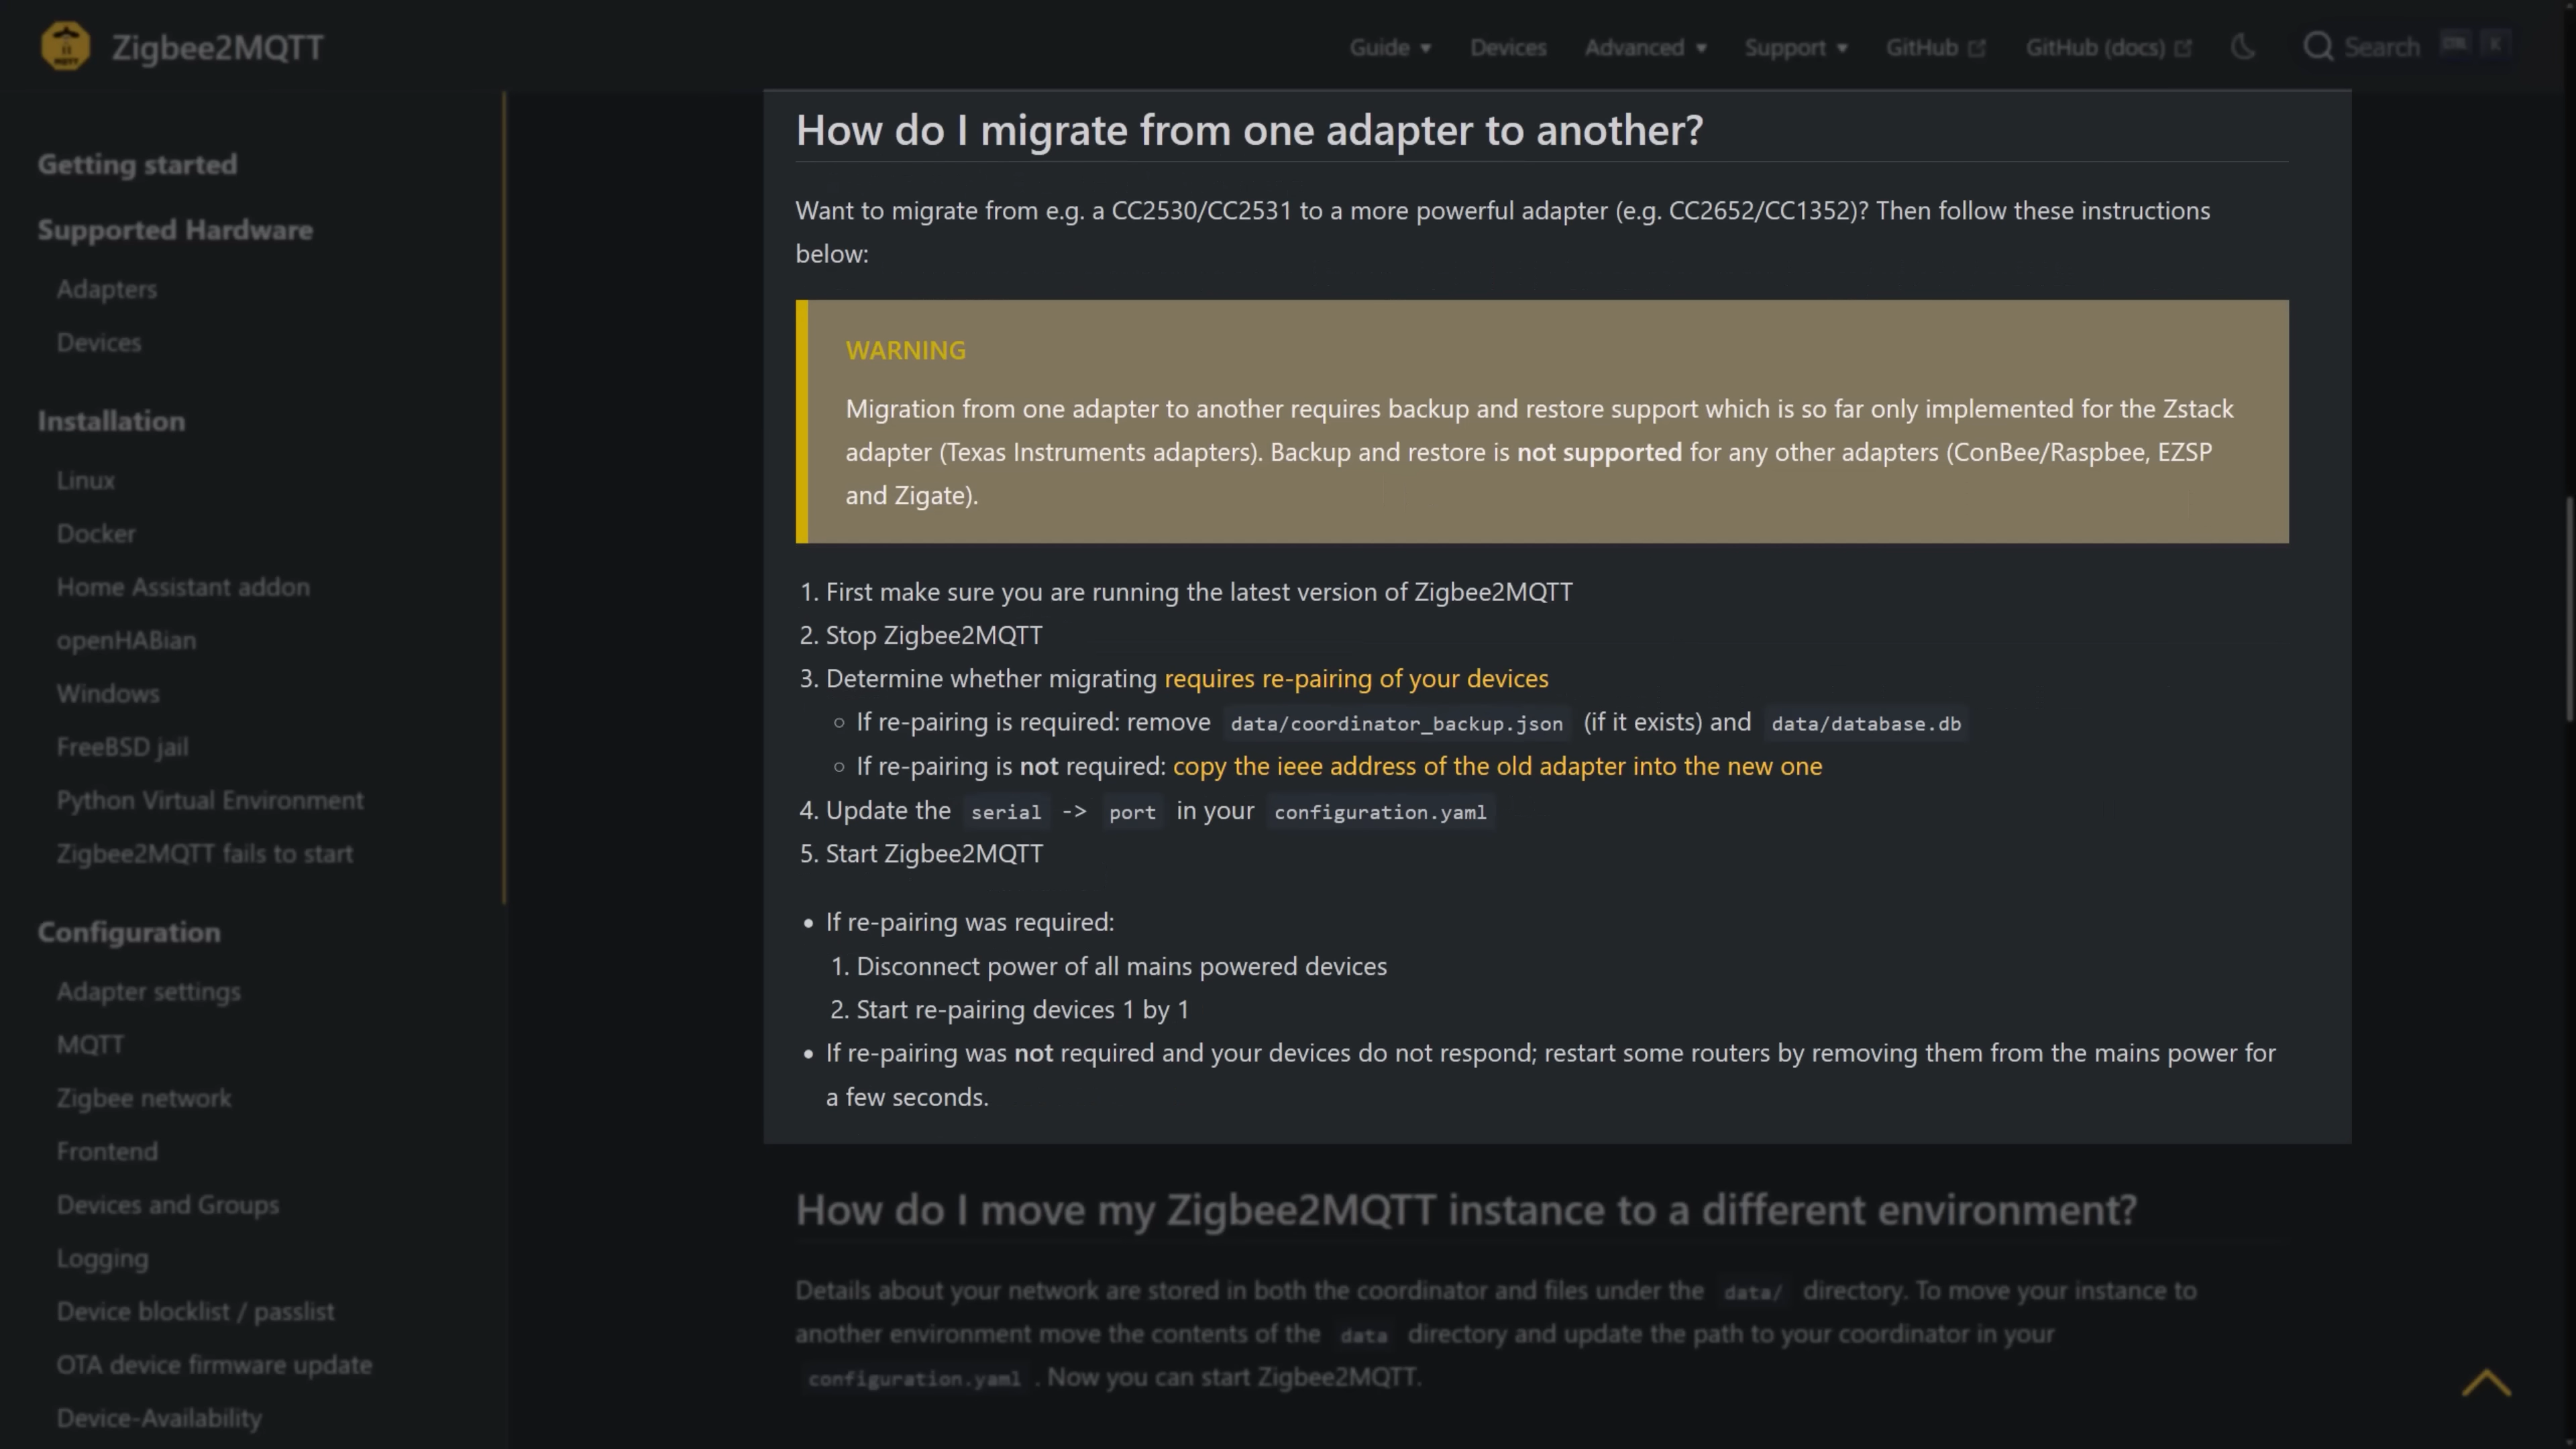 Zigbee2MQTT
Guide
Devices
Advanced
Support
GitHub
GitHub (docs)
Search
CTRL K
Getting started
Supported Hardware
Adapters
Devices
Installation
Linux
Docker
Home Assistant addon
openHABian
Windows
FreeBSD jail
Python Virtual Environment
Zigbee2MQTT fails to start
Configuration
Adapter settings
MQTT
Zigbee network
Frontend
Devices and Groups
Logging
Device blocklist / passlist
OTA device firmware update
Device-Availability
How do I migrate from one adapter to another?
Want to migrate from e.g. a CC2530/CC2531 to a more powerful adapter (e.g. CC2652/CC1352)? Then follow these instructions
below:
WARNING
Migration from one adapter to another requires backup and restore support which is so far only implemented for the Zstack
adapter (Texas Instruments adapters). Backup and restore is not supported for any other adapters (ConBee/Raspbee, EZSP
and Zigate).
1. First make sure you are running the latest version of Zigbee2MQTT
2. Stop Zigbee2MQTT
3. Determine whether migrating requires re-pairing of your devices
○ If re-pairing is required: remove data/coordinator_backup.json (if it exists) and data/database.db
○ If re-pairing is not required: copy the ieee address of the old adapter into the new one
4. Update the serial -> port in your configuration.yaml
5. Start Zigbee2MQTT
• If re-pairing was required:
1. Disconnect power of all mains powered devices
2. Start re-pairing devices 1 by 1
• If re-pairing was not required and your devices do not respond; restart some routers by removing them from the mains power for
a few seconds.
How do I move my Zigbee2MQTT instance to a different environment?
Details about your network are stored in both the coordinator and files under the data/ directory. To move your instance to
another environment move the contents of the data directory and update the path to your coordinator in your
configuration.yaml . Now you can start Zigbee2MQTT.